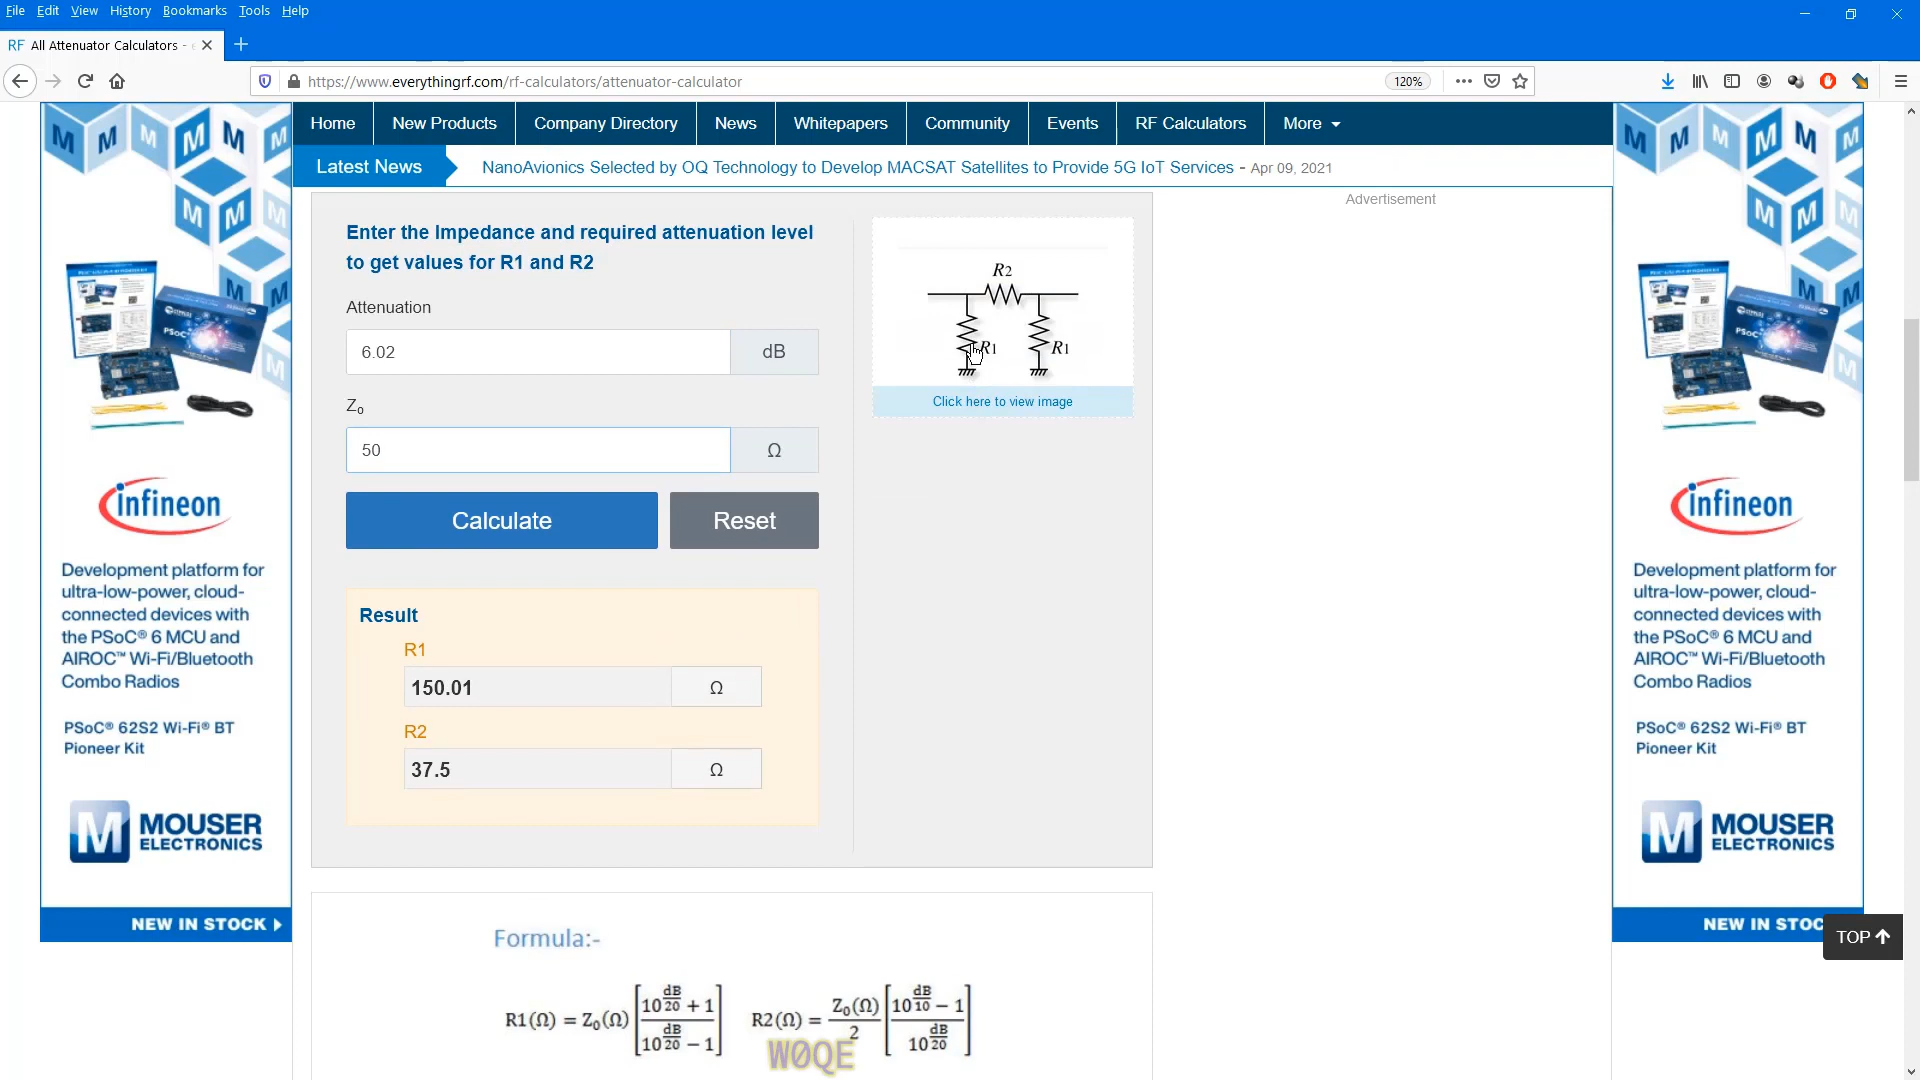 File Edit View History Bookmarks Tools Help
RF All Attenuator Calculators -
https://www.everythingrf.com/rf-calculators/attenuator-calculator
120%
Home New Products Company Directory News Whitepapers Community Events RF Calculators More
Latest News NanoAvionics Selected by OQ Technology to Develop MACSAT Satellites to Provide 5G IoT Services - Apr 09, 2021
Advertisement
Enter the Impedance and required attenuation level
to get values for R1 and R2
Attenuation
6.02 dB
Z₀
50 Ω
Calculate Reset
Result
R1
150.01 Ω
R2
37.5 Ω
R2
R1 R1
Click here to view image
Formula:-
R1(Ω) = Z₀(Ω) [(10^(dB/20) + 1) / (10^(dB/20) − 1)] R2(Ω) = Z₀(Ω)/2 [(10^(dB/10) − 1) / 10^(dB/20)]
W0QE
PSoC®
infineon
Development platform for
ultra-low-power, cloud-
connected devices with
the PSoC® 6 MCU and
AIROC™ Wi-Fi/Bluetooth
Combo Radios
PSoC® 62S2 Wi-Fi® BT
Pioneer Kit
M MOUSER
ELECTRONICS
NEW IN STOCK
PSoC®
infineon
Development platform for
ultra-low-power, cloud-
connected devices with
the PSoC® 6 MCU and
AIROC™ Wi-Fi/Bluetooth
Combo Radios
PSoC® 62S2 Wi-Fi® BT
Pioneer Kit
M MOUSER
ELECTRONICS
NEW IN STOC
TOP